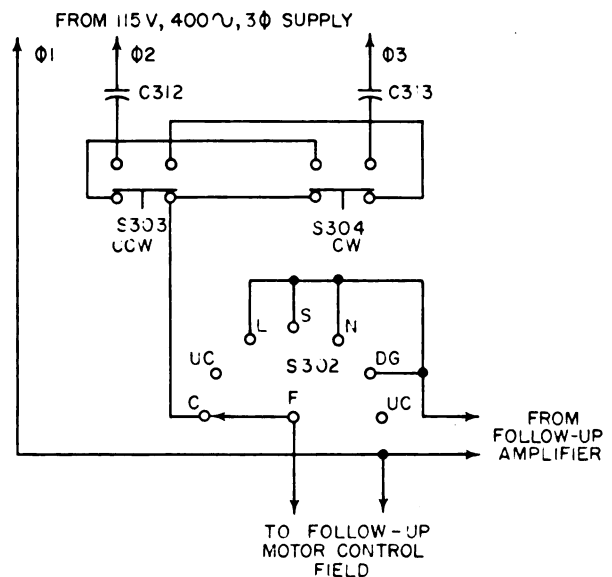 FROM 115 V, 400~, 3Φ SUPPLY
Φ1
Φ2
Φ3
C312
C313
S303
CCW
S304
CW
L
S
N
UC
S302
DG
C
F
UC
FROM
FOLLOW-UP
AMPLIFIER
TO FOLLOW-UP
MOTOR CONTROL
FIELD